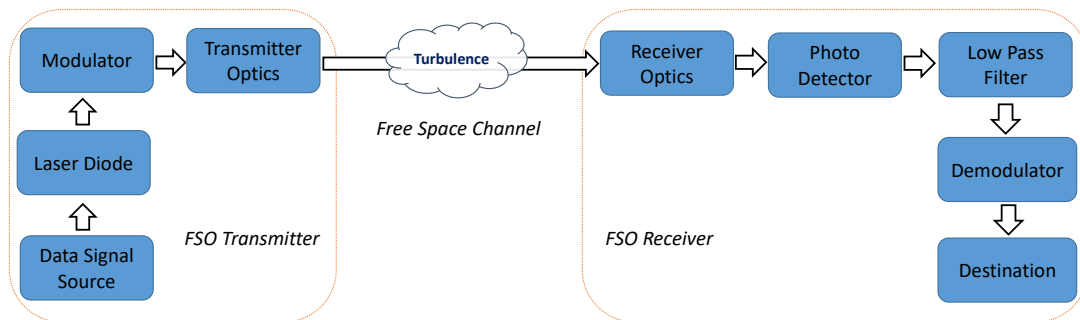 Modulator
Transmitter
Optics
Turbulence
Receiver
Optics
Photo
Detector
Low Pass
Filter
Free Space Channel
Laser Diode
Demodulator
FSO Transmitter
FSO Receiver
Data Signal
Source
Destination